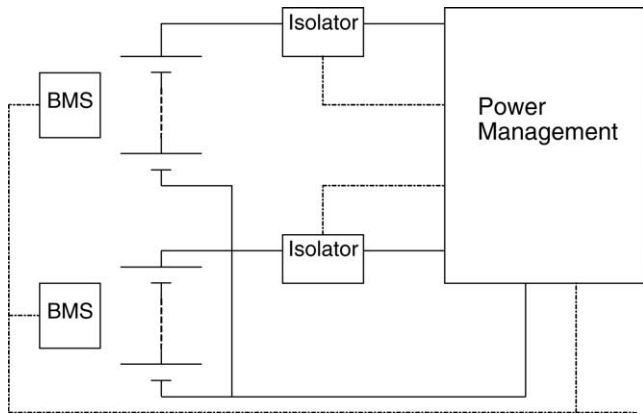 Isolator
BMS
Power
Management
Isolator
BMS